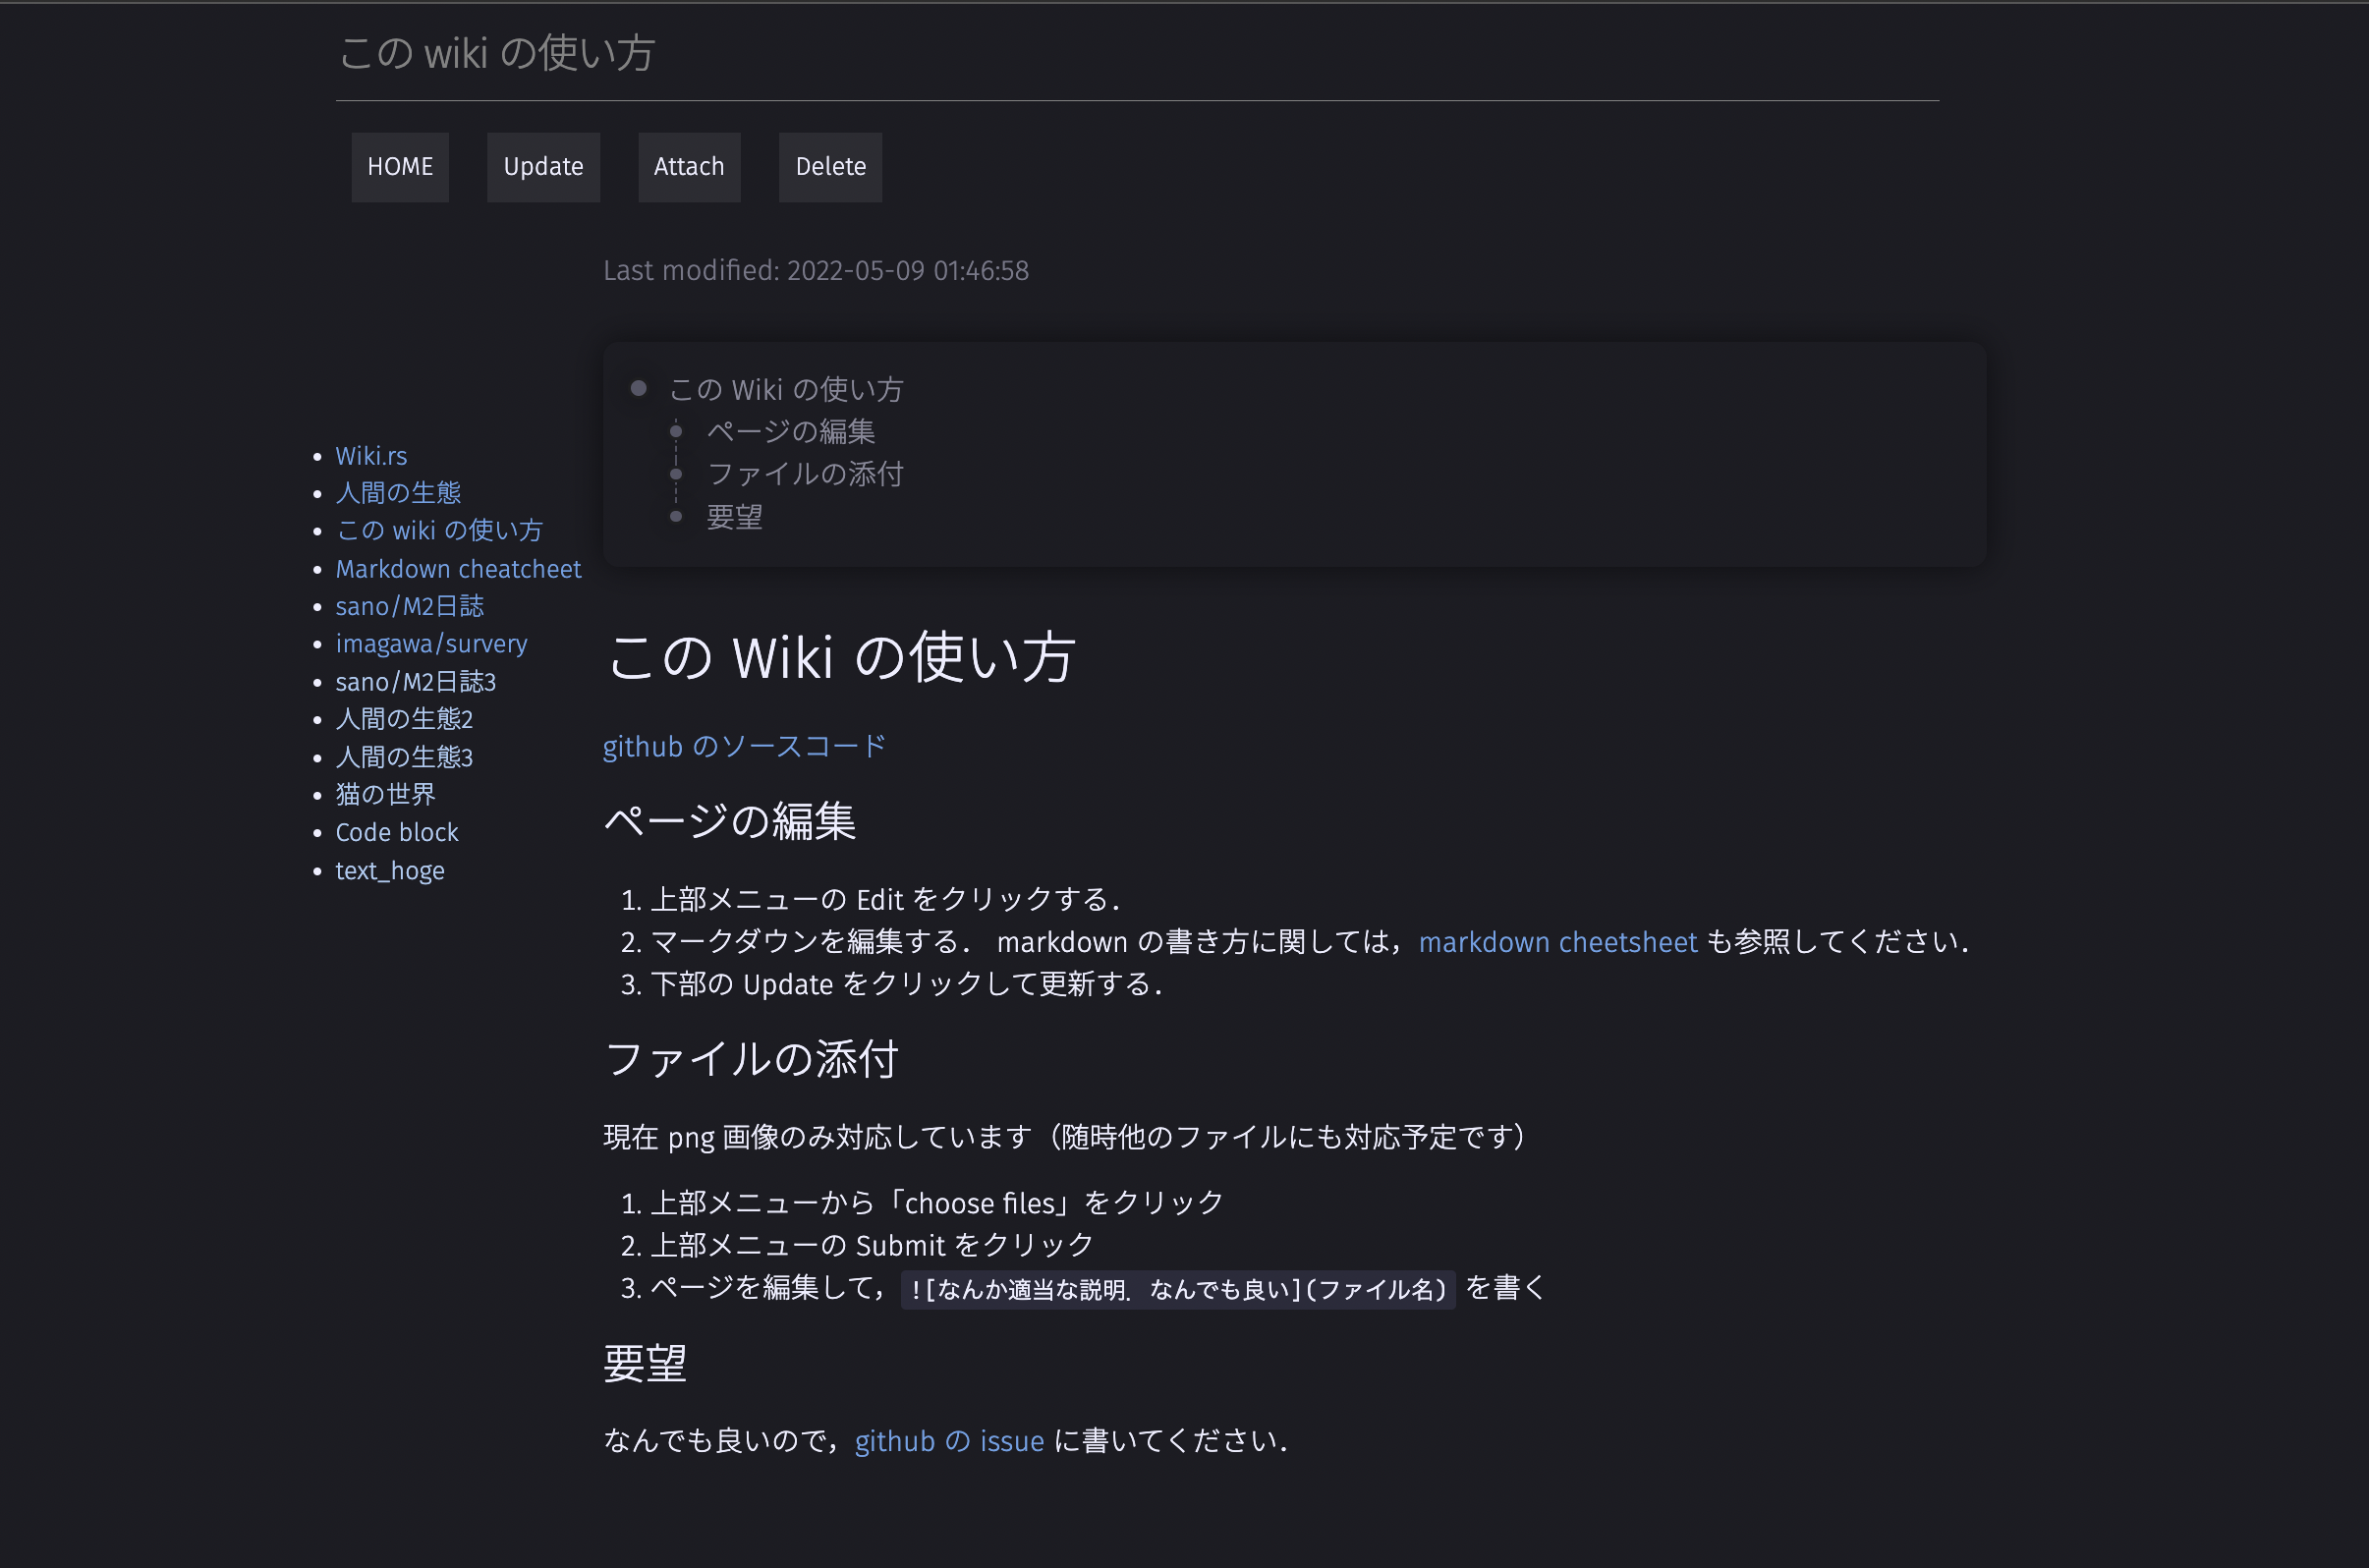 この wiki の使い方
HOME Update Attach Delete
Last modified: 2022-05-09 01:46:58
この Wiki の使い方
ページの編集
ファイルの添付
要望
Wiki.rs
人間の生態
この wiki の使い方
Markdown cheatcheet
sano/M2日誌
imagawa/survery
sano/M2日誌3
人間の生態2
人間の生態3
猫の世界
Code block
text_hoge
この Wiki の使い方
github のソースコード
ページの編集
1. 上部メニューの Edit をクリックする．
2. マークダウンを編集する． markdown の書き方に関しては，markdown cheetsheet も参照してください．
3. 下部の Update をクリックして更新する．
ファイルの添付
現在 png 画像のみ対応しています（随時他のファイルにも対応予定です）
1. 上部メニューから「choose files」をクリック
2. 上部メニューの Submit をクリック
3. ページを編集して，![なんか適当な説明．なんでも良い](ファイル名) を書く
要望
なんでも良いので，github の issue に書いてください．